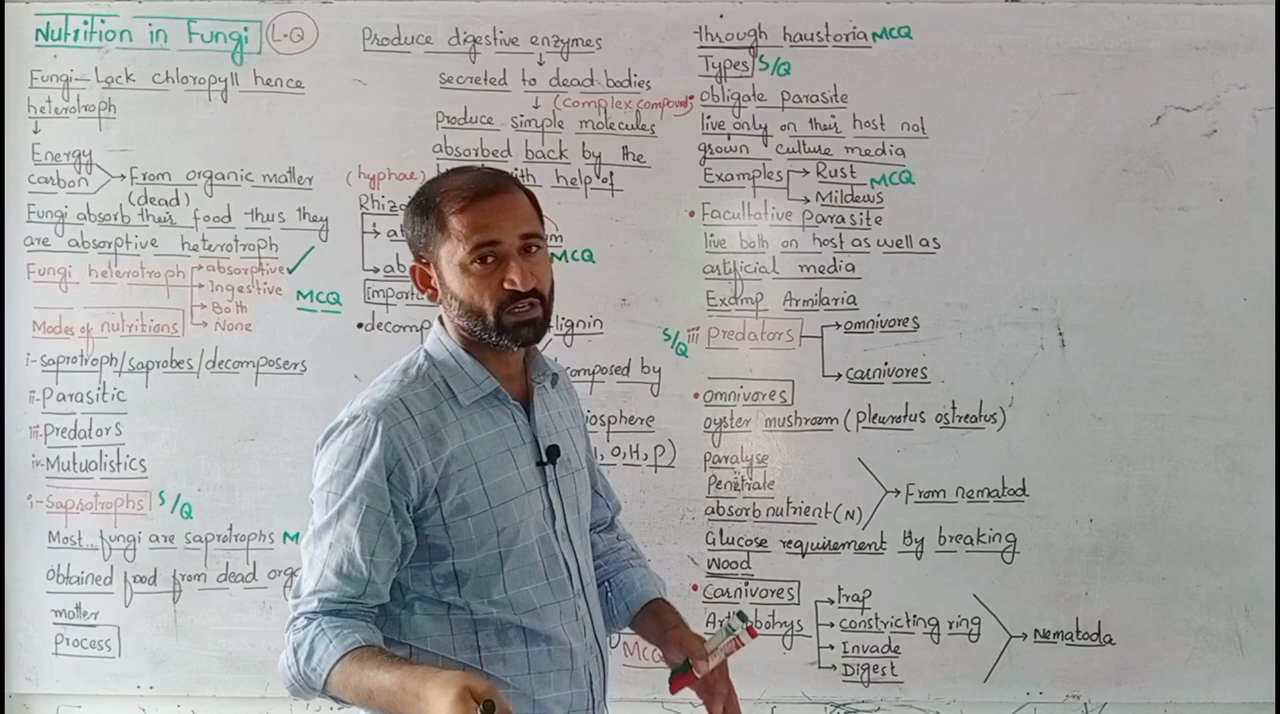 Nutrition in Fungi L.Q
Fungi-Lack chloropyll hence
heterotroph
↓
Energy
carbon → From organic matter
(dead)
Fungi absorb their food thus they
are absorptive heterotroph
Fungi heterotroph → absorptive ✓
→ Ingestive
→ Both MCQ
→ None
Modes of nutritions
i-saprotroph/saprobes/decomposers
ii-Parasitic
iii-Predators
iv-Mutualistics
i-Saprotrophs S/Q
Most fungi are saprotrophs M
obtained food from dead orga
matter
Process
Produce digestive enzymes
↓
secreted to dead bodies
↓ (complex compound)
Produce simple molecules
absorbed back by the
(hyphae) with help of
Rhizo
MCQ
Importa
•decomp lignin
composed by
iosphere
O, H, P)
MCQ
through haustoria MCQ
Types S/Q
• obligate parasite
live only on their host not
grown culture media
Examples → Rust MCQ
→ Mildews
• Facultative Parasite
live both on host as well as
artificial media
Examp Armilaria
S/Q iii Predators → omnivores
→ carnivores
• omnivores
oyster mushroom (pleurotus ostreatus)
Paralyse
Penetrate → From nematod
absorb nutrient (N)
Glucose requirement By breaking
Wood
• Carnivores
Arthobotrys → trap
→ constricting ring → Nematoda
→ Invade
→ Digest